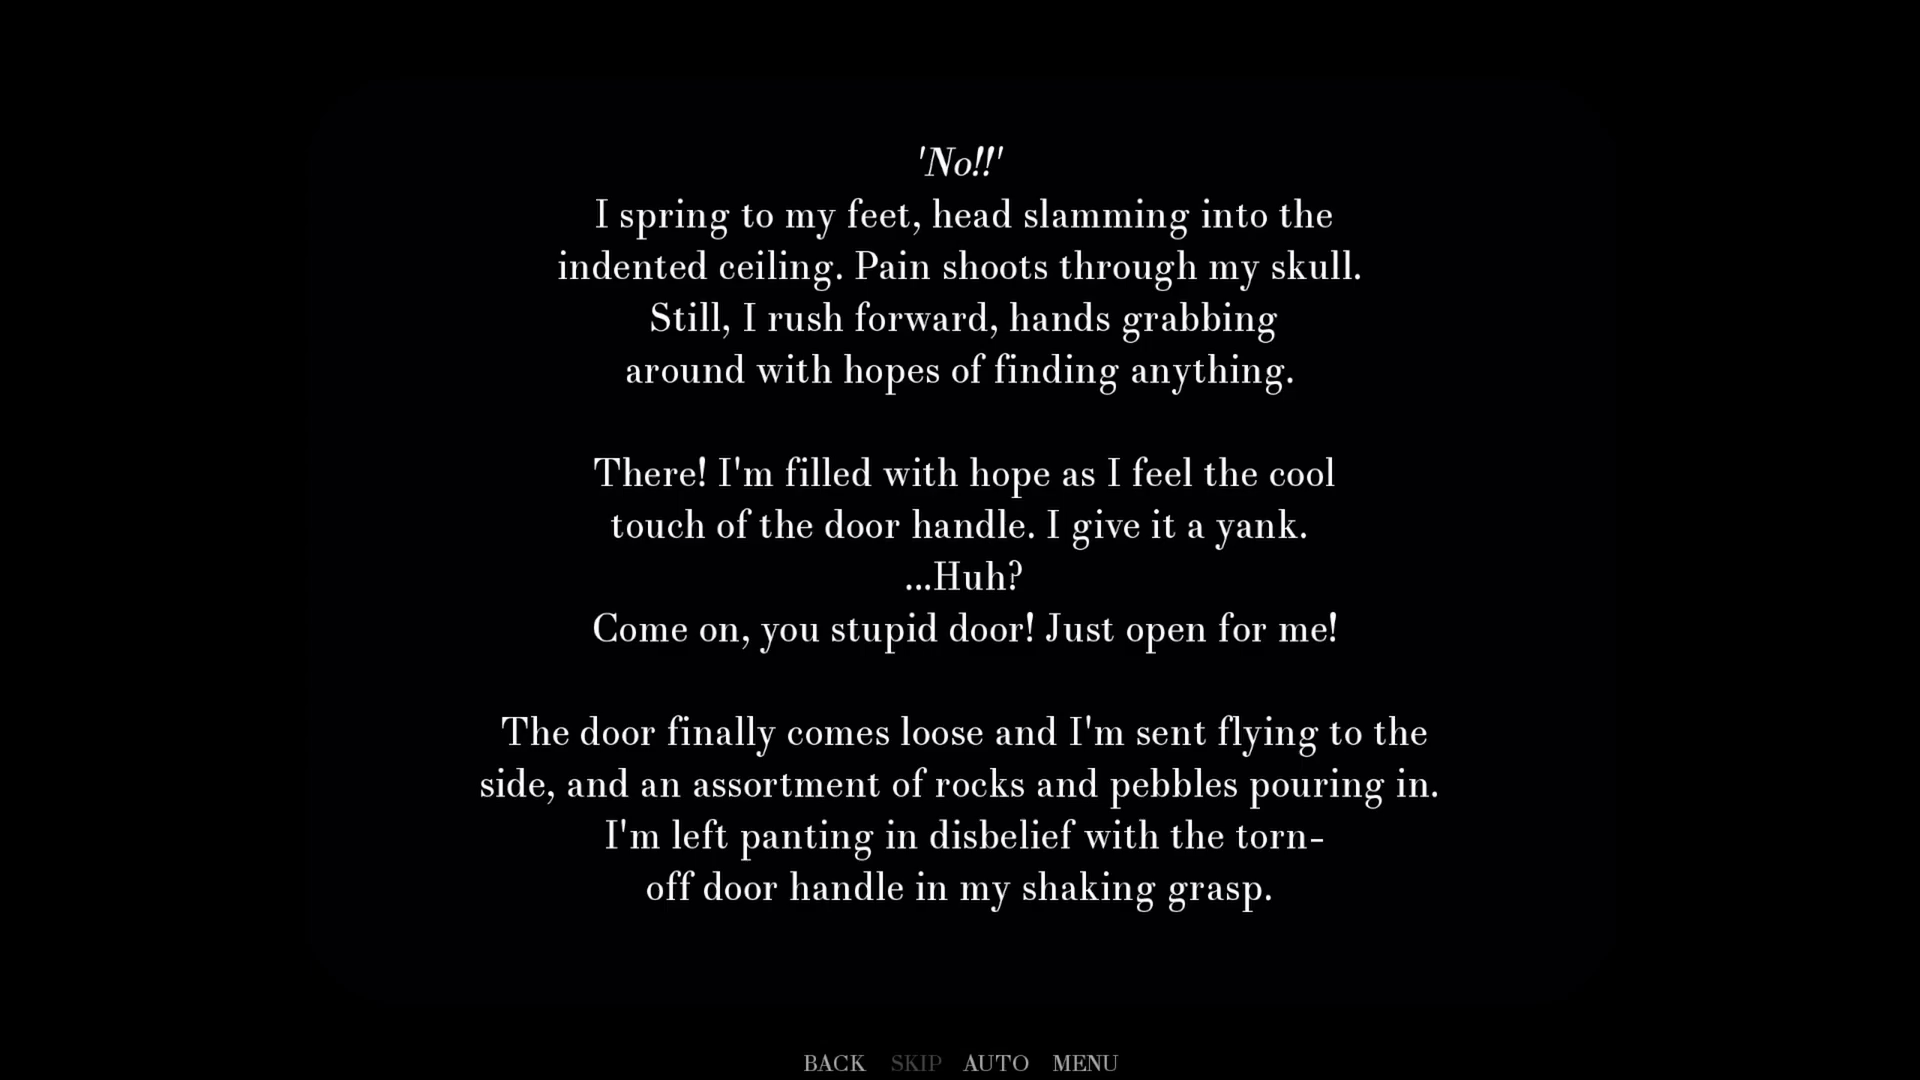 'No!!'
I spring to my feet, head slamming into the
indented ceiling. Pain shoots through my skull.
Still, I rush forward, hands grabbing
around with hopes of finding anything.
There! I'm filled with hope as I feel the cool
touch of the door handle. I give it a yank.
...Huh?
Come on, you stupid door! Just open for me!
The door finally comes loose and I'm sent flying to the
side, and an assortment of rocks and pebbles pouring in.
I'm left panting in disbelief with the torn-
off door handle in my shaking grasp.
BACK SKIP AUTO MENU